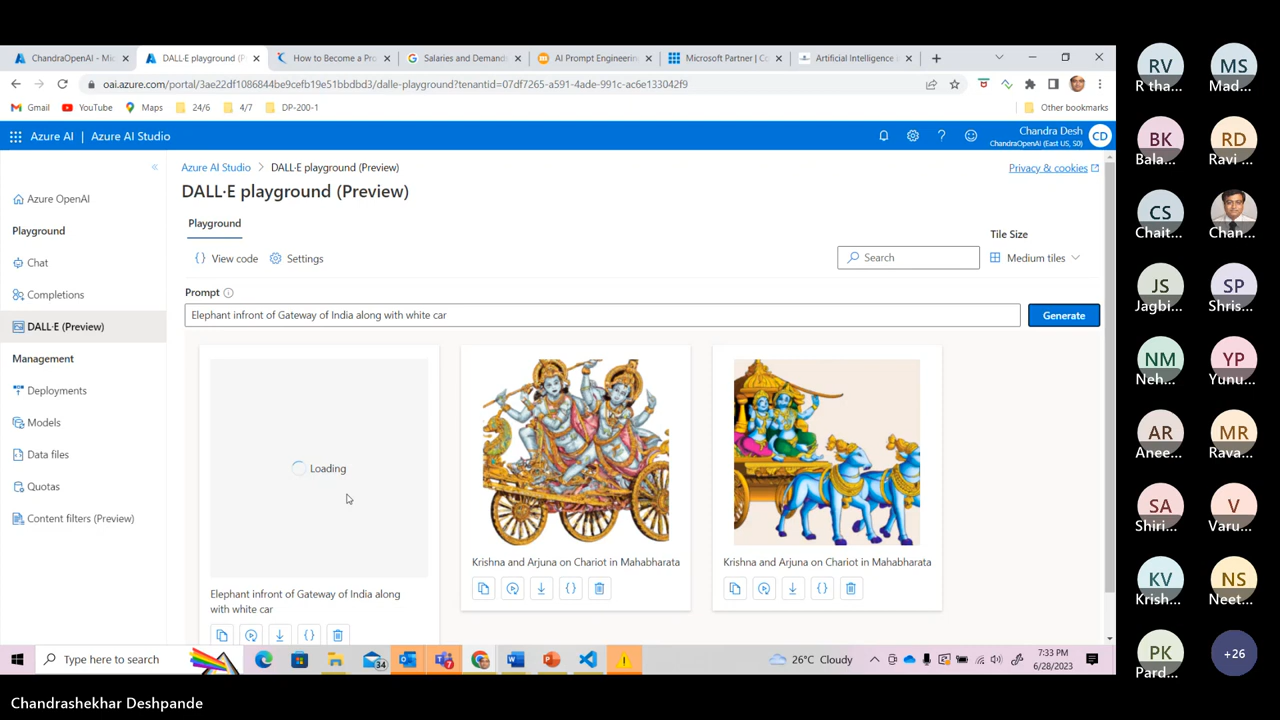 ChandraOpenAI - Mic
DALL·E playground (P
How to Become a Pro
Salaries and Demand
AI Prompt Engineerin
Microsoft Partner | Co
Artificial Intelligence
oai.azure.com/portal/3ae22df1086844be9cefb19e51bbdbd3/dalle-playground?tenantid=07df7265-a591-4ade-991c-ac6e133042f9
Gmail
YouTube
Maps
24/6
4/7
DP-200-1
Other bookmarks
Azure AI | Azure AI Studio
Chandra Desh
ChandraOpenAI (East US, S0)
CD
Azure AI Studio > DALL·E playground (Preview)
Privacy & cookies
DALL·E playground (Preview)
Azure OpenAI
Playground
Chat
Completions
DALL·E (Preview)
Management
Deployments
Models
Data files
Quotas
Content filters (Preview)
Playground
View code
Settings
Search
Tile Size
Medium tiles
Prompt
Elephant infront of Gateway of India along with white car
Generate
Loading
Elephant infront of Gateway of India along
with white car
Krishna and Arjuna on Chariot in Mahabharata
Krishna and Arjuna on Chariot in Mahabharata
Type here to search
34
7
26°C Cloudy
7:33 PM
6/28/2023
RV
R tha...
MS
Mad...
BK
Bala...
RD
Ravi ...
CS
Chait...
Chan...
JS
Jagbi...
SP
Shris...
NM
Neh...
YP
Yunu...
AR
Anee...
MR
Rava...
SA
Shiri...
V
Varu...
KV
Krish...
NS
Neet...
PK
Pard...
+26
Chandrashekhar Deshpande